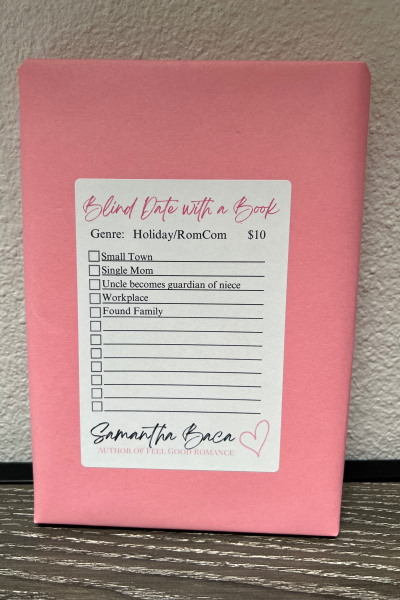 Blind Date with a Book
Genre: Holiday/RomCom $10
Small Town
Single Mom
Uncle becomes guardian of niece
Workplace
Found Family
Samantha Baca
AUTHOR OF FEEL GOOD ROMANCE